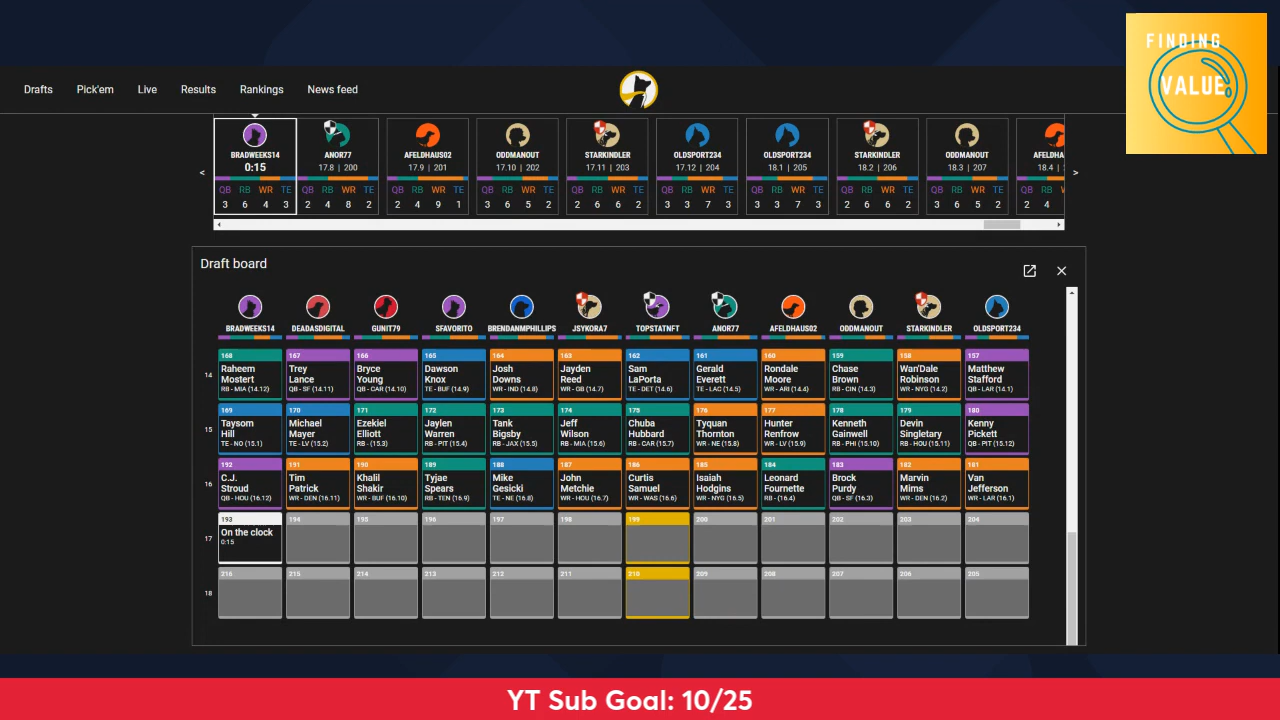 FINDING
VALUE
Drafts Pick'em Live Results Rankings News feed
BRADWEEKS14 ANOR77 AFELDHAUS02 ODDMANOUT STARKINDLER OLDSPORT234 OLDSPORT234 STARKINDLER ODDMANOUT AFELDHA
0:15 17.8 | 200 17.9 | 201 17.10 | 202 17.11 | 203 17.12 | 204 18.1 | 205 18.2 | 206 18.3 | 207 18.4 | 20
< >
QB RB WR TE QB RB WR TE QB RB WR TE QB RB WR TE QB RB WR TE QB RB WR TE QB RB WR TE QB RB WR TE QB RB WR TE QB RB
3 6 4 3 2 4 8 2 2 4 9 1 3 6 5 2 2 6 6 2 3 3 7 3 3 3 7 3 2 6 6 2 3 6 5 2 2 4
Draft board
BRADWEEKS14 DEADASDIGITAL GUNIT79 SFAVORITO BRENDANMPHILLIPS JSYKORA7 TOPSTATNFT ANOR77 AFELDHAUS02 ODDMANOUT STARKINDLER OLDSPORT234
168 167 166 165 164 163 162 161 160 159 158 157
14
Raheem Trey Bryce Dawson Josh Jayden Sam Gerald Rondale Chase Wan'Dale Matthew
Mostert Lance Young Knox Downs Reed LaPorta Everett Moore Brown Robinson Stafford
RB - MIA (14.12) QB - SF (14.11) QB - CAR (14.10) TE - BUF (14.9) WR - IND (14.8) WR - GB (14.7) TE - DET (14.6) TE - LAC (14.5) WR - ARI (14.4) RB - CIN (14.3) WR - NYG (14.2) QB - LAR (14.1)
169 170 171 172 173 174 175 176 177 178 179 180
15
Taysom Michael Ezekiel Jaylen Tank Jeff Chuba Tyquan Hunter Kenneth Devin Kenny
Hill Mayer Elliott Warren Bigsby Wilson Hubbard Thornton Renfrow Gainwell Singletary Pickett
TE - NO (15.1) TE - LV (15.2) RB - (15.3) RB - PIT (15.4) RB - JAX (15.5) RB - MIA (15.6) RB - CAR (15.7) WR - NE (15.8) WR - LV (15.9) RB - PHI (15.10) RB - HOU (15.11) QB - PIT (15.12)
192 191 190 189 188 187 186 185 184 183 182 181
16
C.J. Tim Khalil Tyjae Mike John Curtis Isaiah Leonard Brock Marvin Van
Stroud Patrick Shakir Spears Gesicki Metchie Samuel Hodgins Fournette Purdy Mims Jefferson
QB - HOU (16.12) WR - DEN (16.11) WR - BUF (16.10) RB - TEN (16.9) TE - NE (16.8) WR - HOU (16.7) WR - WAS (16.6) WR - NYG (16.5) RB - (16.4) QB - SF (16.3) WR - DEN (16.2) WR - LAR (16.1)
193 194 195 196 197 198 199 200 201 202 203 204
17
On the clock
0:15
216 215 214 213 212 211 210 209 208 207 206 205
18
YT Sub Goal: 10/25